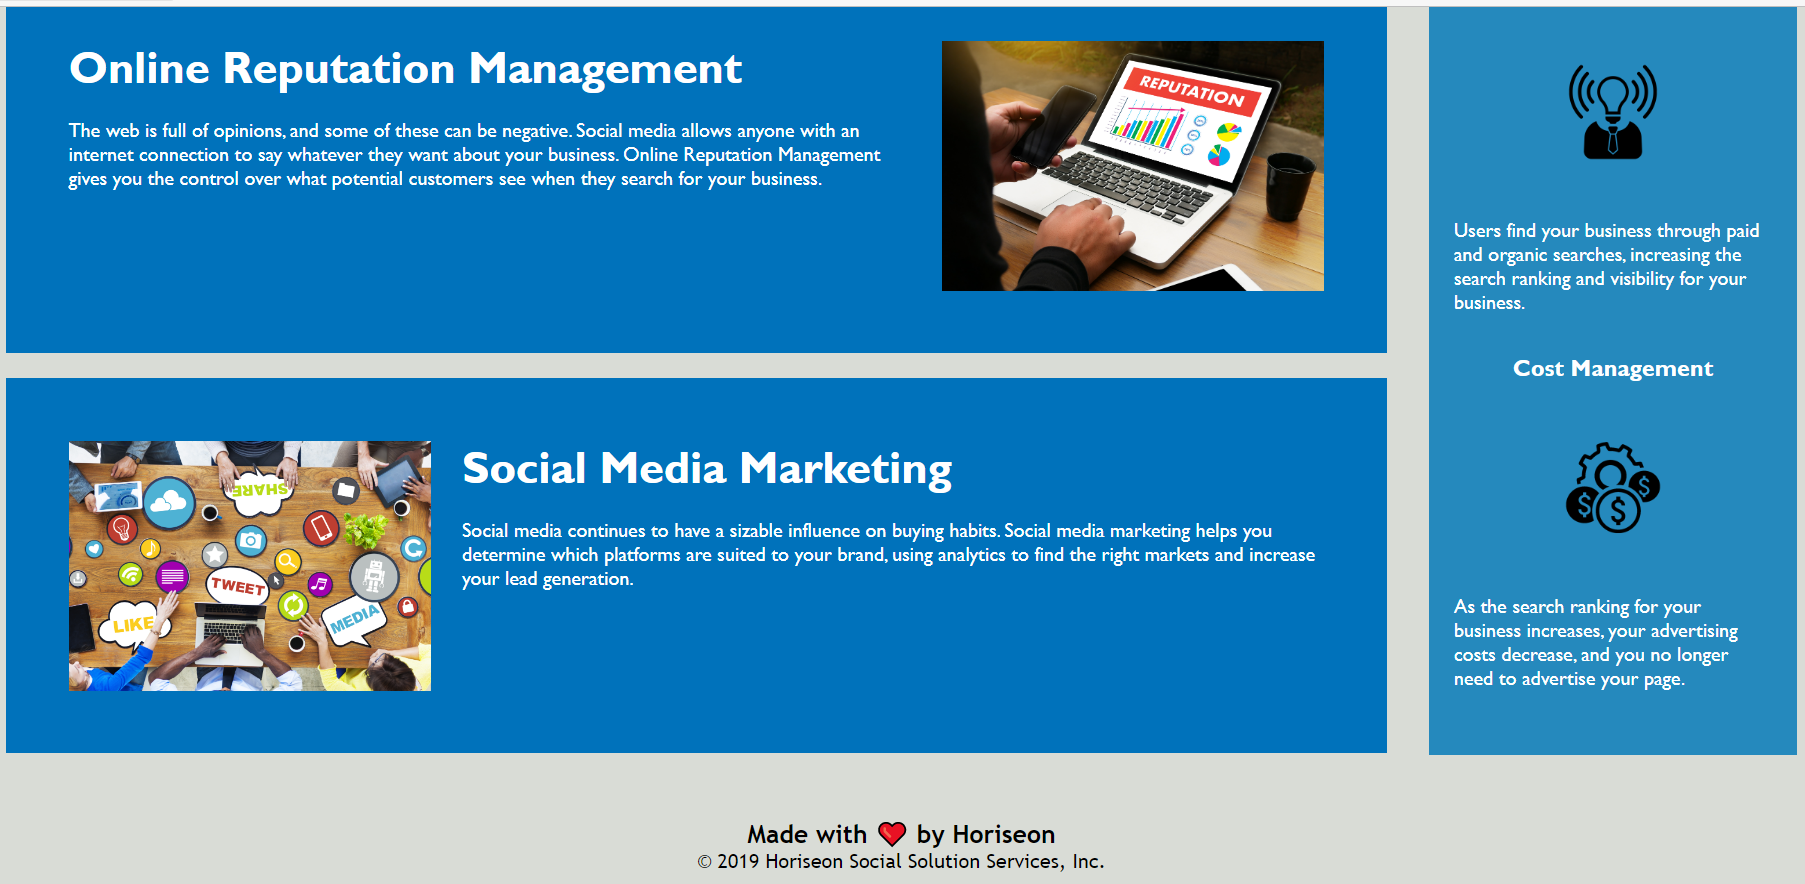 Online Reputation Management
The web is full of opinions, and some of these can be negative. Social media allows anyone with an
internet connection to say whatever they want about your business. Online Reputation Management
gives you the control over what potential customers see when they search for your business.
REPUTATION
SHARE
TWEET
LIKE
MEDIA
Social Media Marketing
Social media continues to have a sizable influence on buying habits. Social media marketing helps you
determine which platforms are suited to your brand, using analytics to find the right markets and increase
your lead generation.
Users find your business through paid
and organic searches, increasing the
search ranking and visibility for your
business.
Cost Management
$ $ $
As the search ranking for your
business increases, your advertising
costs decrease, and you no longer
need to advertise your page.
Made with ❤️ by Horiseon
© 2019 Horiseon Social Solution Services, Inc.